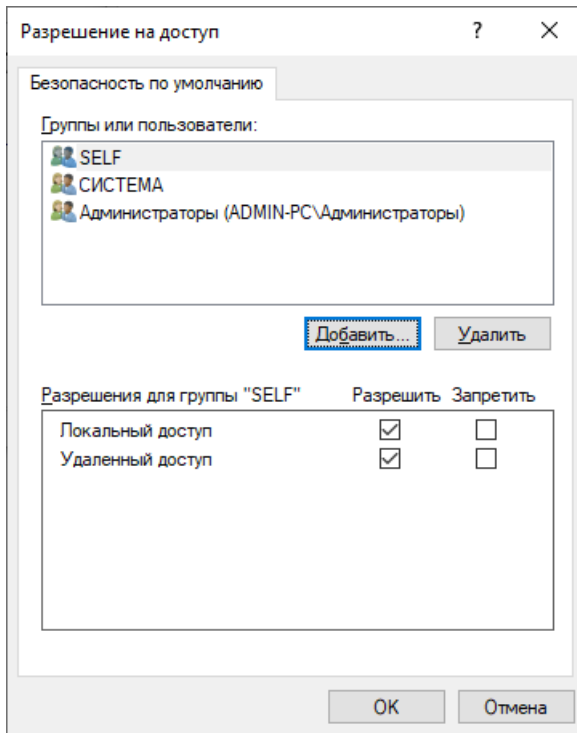 Разрешение на доступ ?
Безопасность по умолчанию
Группы или пользователи:
SELF
СИСТЕМА
Администраторы (ADMIN-PC\Администраторы)
Добавить... Удалить
Разрешения для группы "SELF" Разрешить Запретить
Локальный доступ
Удаленный доступ
OK Отмена